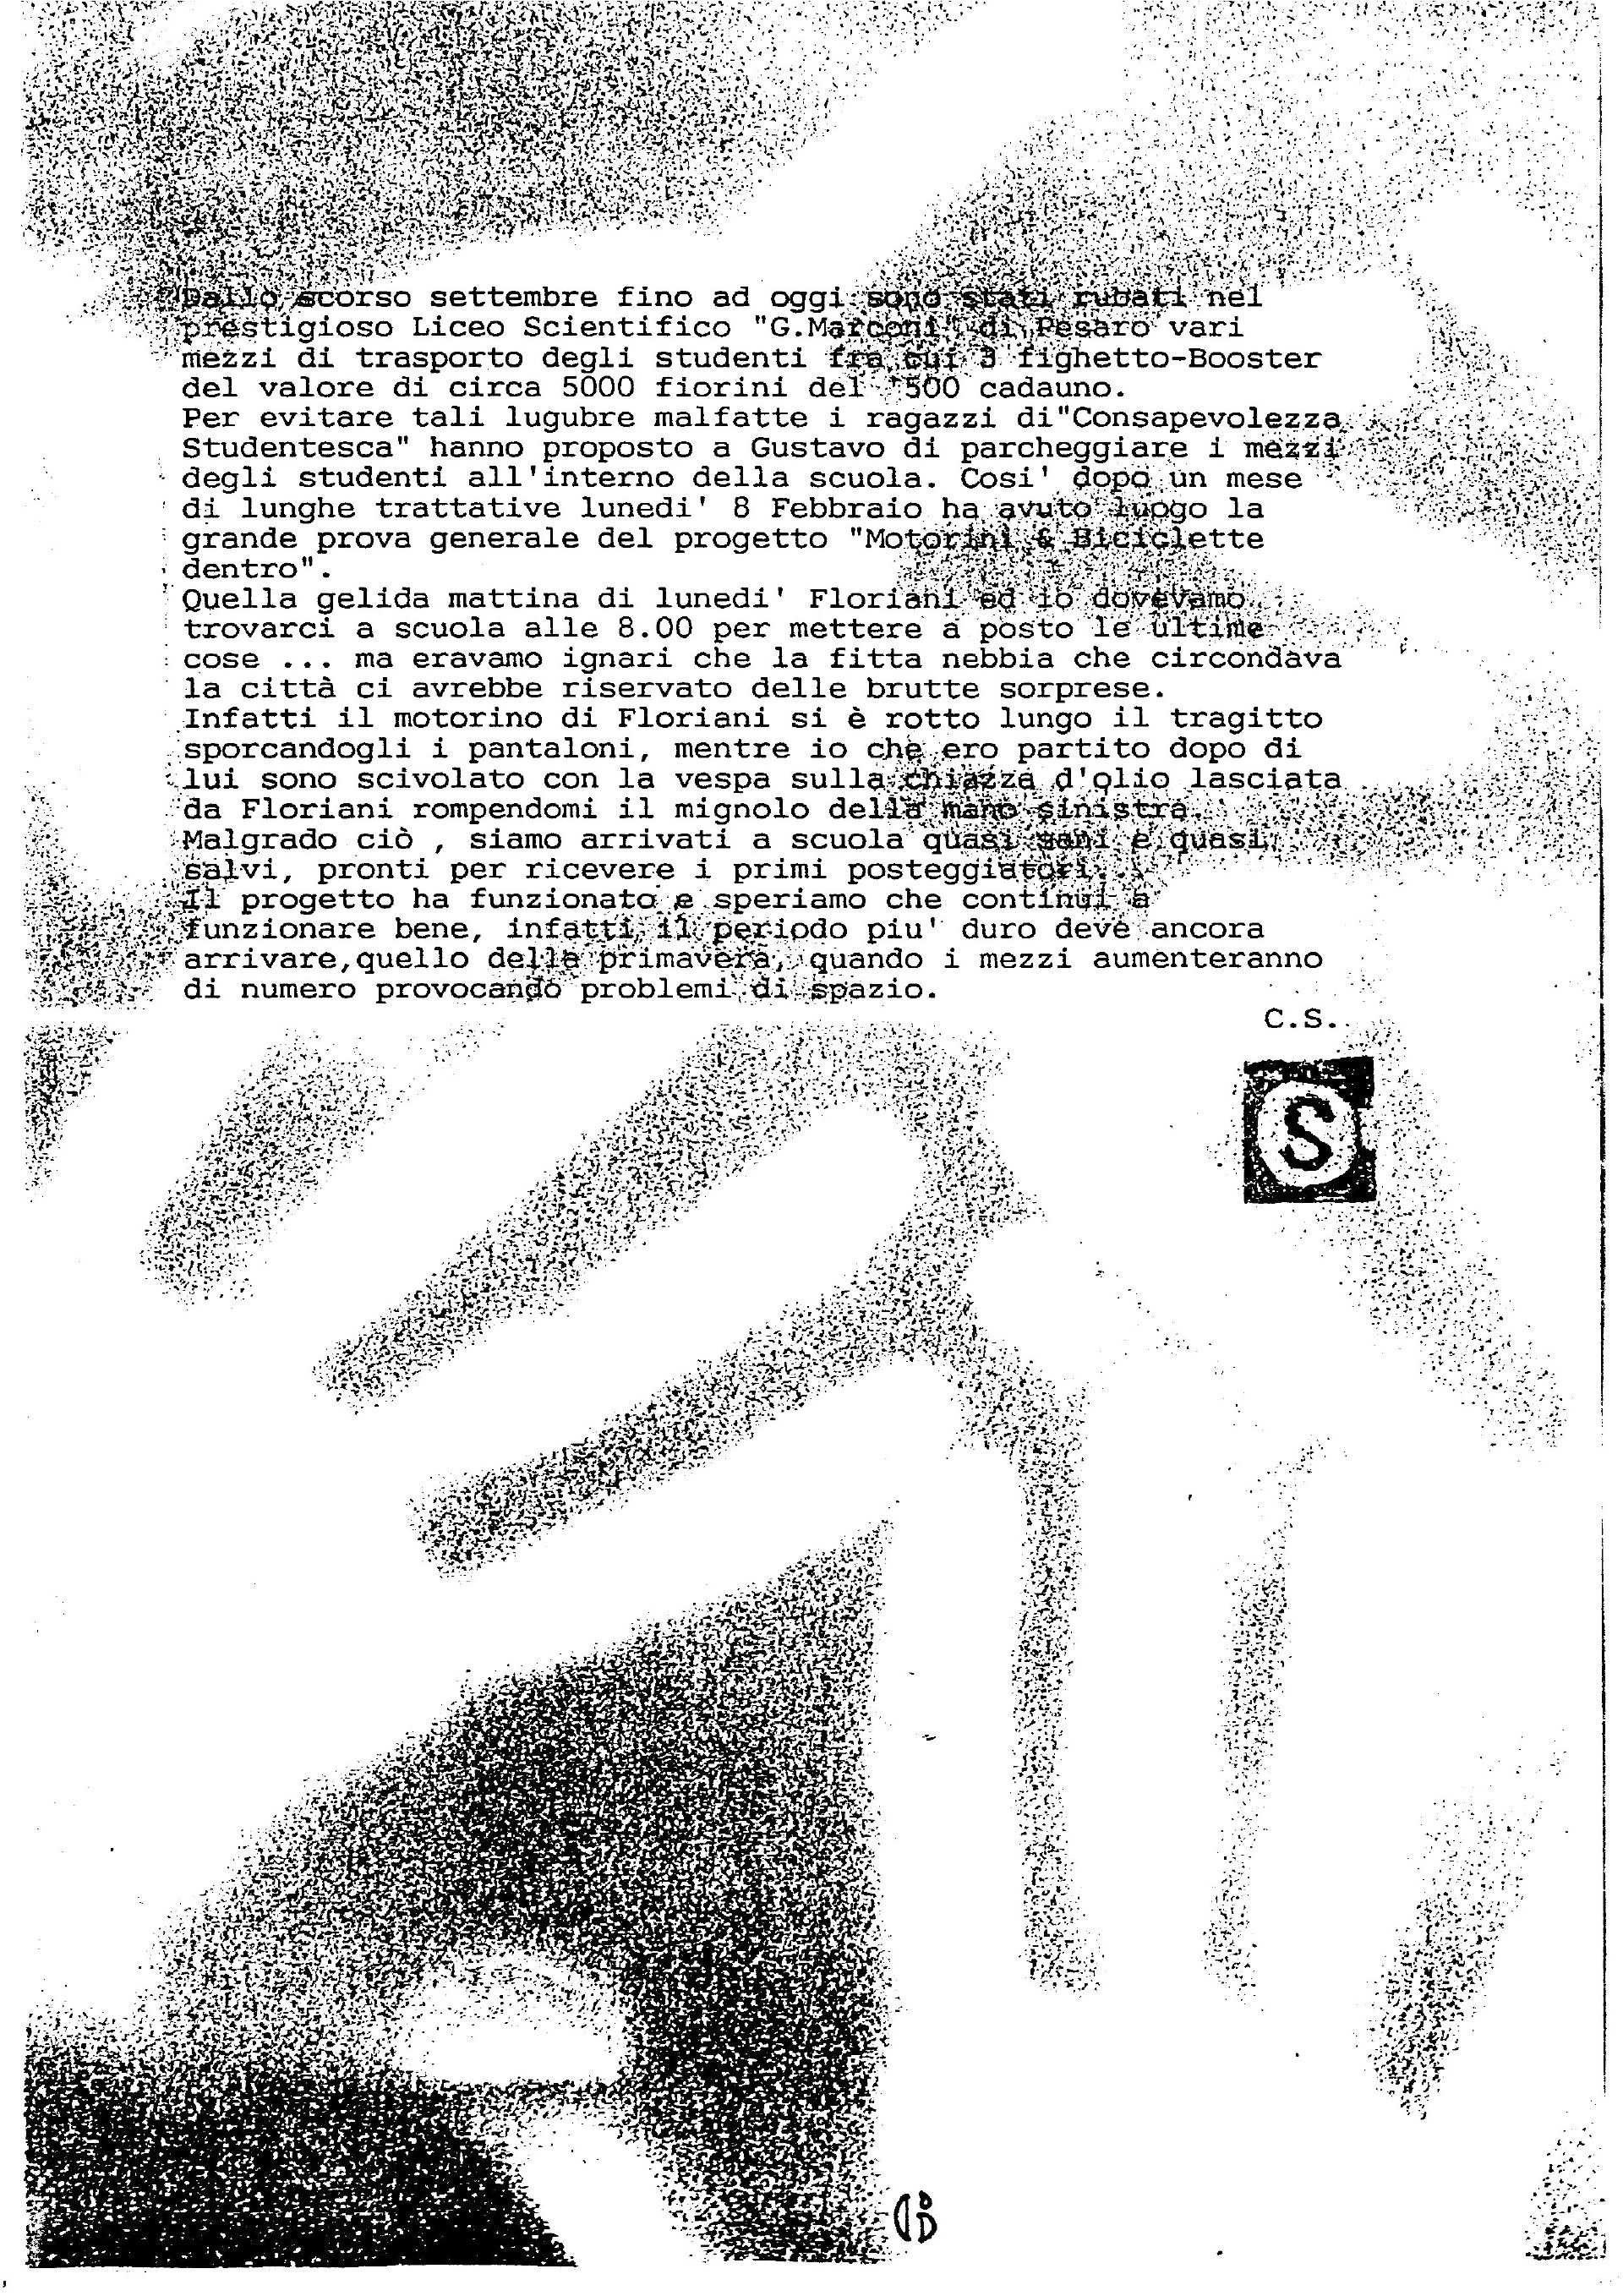 Dallo scorso settembre fino ad oggi sono stati rubati nel
prestigioso Liceo Scientifico "G.Marconi" di Pesaro vari
mezzi di trasporto degli studenti fra cui 3 fighetto-Booster
del valore di circa 5000 fiorini del '500 cadauno.
Per evitare tali lugubre malfatte i ragazzi di"Consapevolezza
Studentesca" hanno proposto a Gustavo di parcheggiare i mezzi
degli studenti all'interno della scuola. Cosi' dopo un mese
di lunghe trattative lunedi' 8 Febbraio ha avuto luogo la
grande prova generale del progetto "Motorini & Biciclette
dentro".
Quella gelida mattina di lunedi' Floriani ed io dovevamo
trovarci a scuola alle 8.00 per mettere a posto le ultime
cose ... ma eravamo ignari che la fitta nebbia che circondava
la città ci avrebbe riservato delle brutte sorprese.
Infatti il motorino di Floriani si è rotto lungo il tragitto
sporcandogli i pantaloni, mentre io che ero partito dopo di
lui sono scivolato con la vespa sulla chiazza d'olio lasciata
da Floriani rompendomi il mignolo della mano sinistra.
Malgrado ciò , siamo arrivati a scuola quasi sani e quasi
salvi, pronti per ricevere i primi posteggiatori...
Il progetto ha funzionato e speriamo che continui a
funzionare bene, infatti il periodo piu' duro deve ancora
arrivare,quello della primavera, quando i mezzi aumenteranno
di numero provocando problemi di spazio.
C.S.
S